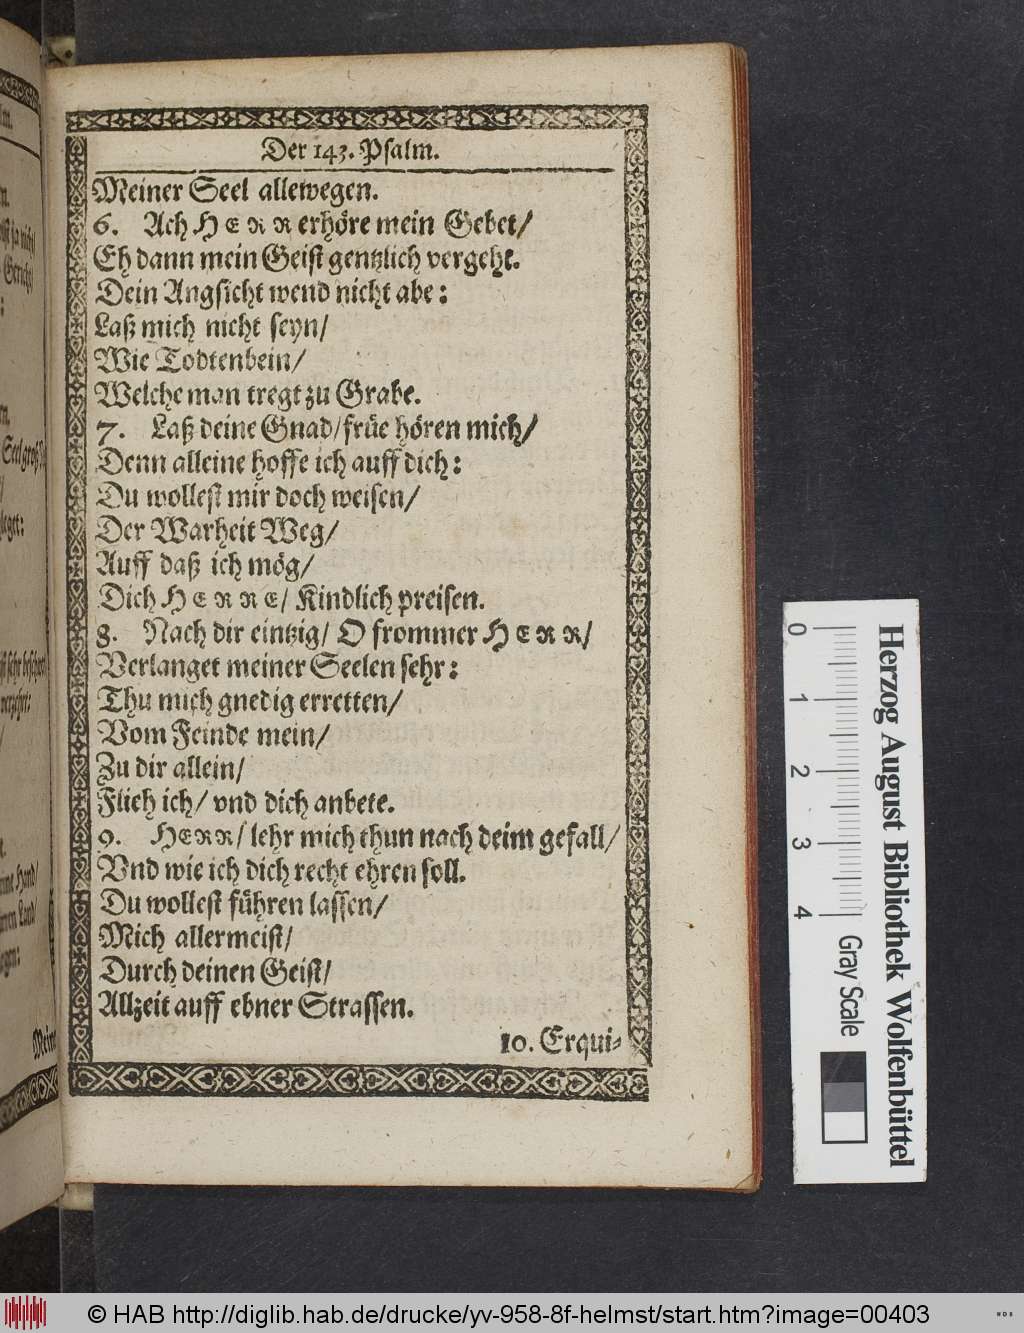 Der 143. Psalm.
Meiner Seel allewegen.
6. Ach HERR erhöre mein Gebet/
Eh dann mein Geist gentzlich vergeht.
Dein Angsicht wend nicht abe:
Laß mich nicht seyn/
Wie Todtenbein/
Welche man tregt zu Grabe.
7. Laß deine Gnad/ früe hören mich/
Denn alleine hoffe ich auff dich:
Du wollest mir doch weisen/
Der Warheit Weg/
Auff daß ich mög/
Dich HERRE/ Kindlich preisen.
8. Nach dir eintzig/ O frommer HERR/
Verlanget meiner Seelen sehr:
Thu mich gnedig erretten/
Vom Feinde mein/
Zu dir allein/
Flieh ich/ vnd dich anbete.
9. HERR/ lehr mich thun nach deim gefall/
Vnd wie ich dich recht ehren soll.
Du wollest führen lassen/
Mich allermeist/
Durch deinen Geist/
Allzeit auff ebner Strassen.
10. Erqui-
0 1 2 3 4
Gray Scale
Herzog August Bibliothek Wolfenbüttel
© HAB http://diglib.hab.de/drucke/yv-958-8f-helmst/start.htm?image=00403